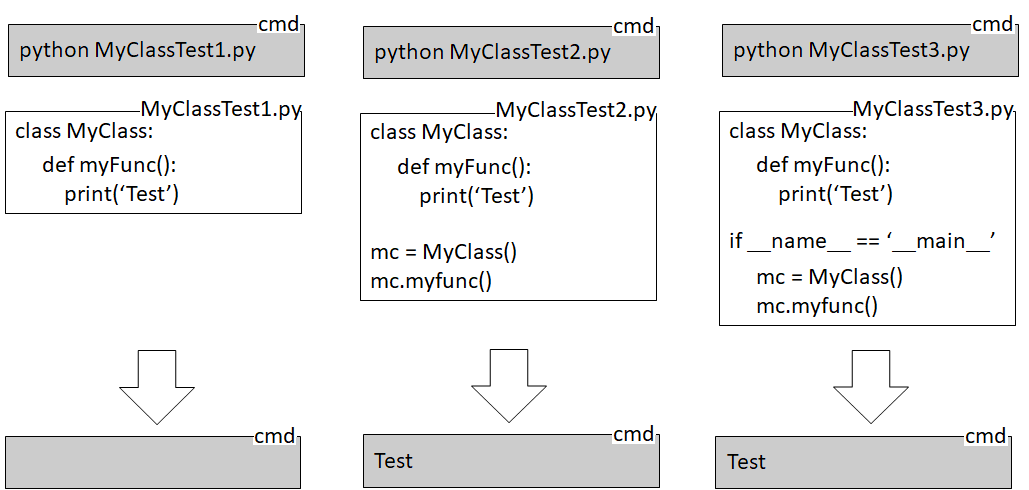 cmd
python MyClassTest1.py
MyClassTest1.py
class MyClass:
def myFunc():
print(‘Test’)
cmd
cmd
python MyClassTest2.py
MyClassTest2.py
class MyClass:
def myFunc():
print(‘Test’)
mc = MyClass()
mc.myfunc()
cmd
Test
cmd
python MyClassTest3.py
MyClassTest3.py
class MyClass:
def myFunc():
print(‘Test’)
if __name__ == ‘__main__’
mc = MyClass()
mc.myfunc()
cmd
Test